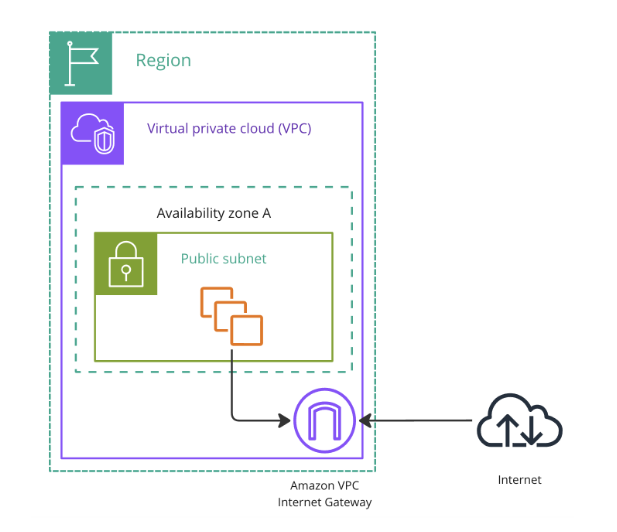 Region
Virtual private cloud (VPC)
Availability zone A
Public subnet
Amazon VPC
Internet Gateway
Internet